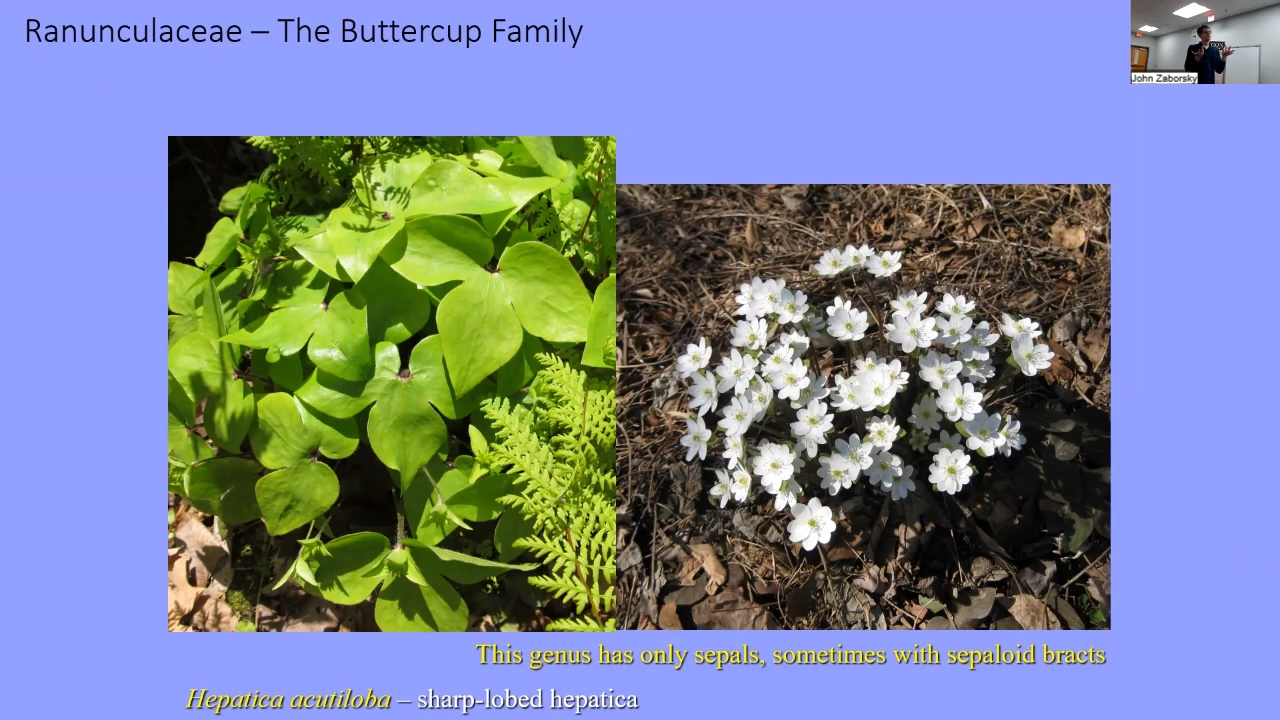 Ranunculaceae – The Buttercup Family
John Zaborsky
This genus has only sepals, sometimes with sepaloid bracts
Hepatica acutiloba – sharp-lobed hepatica